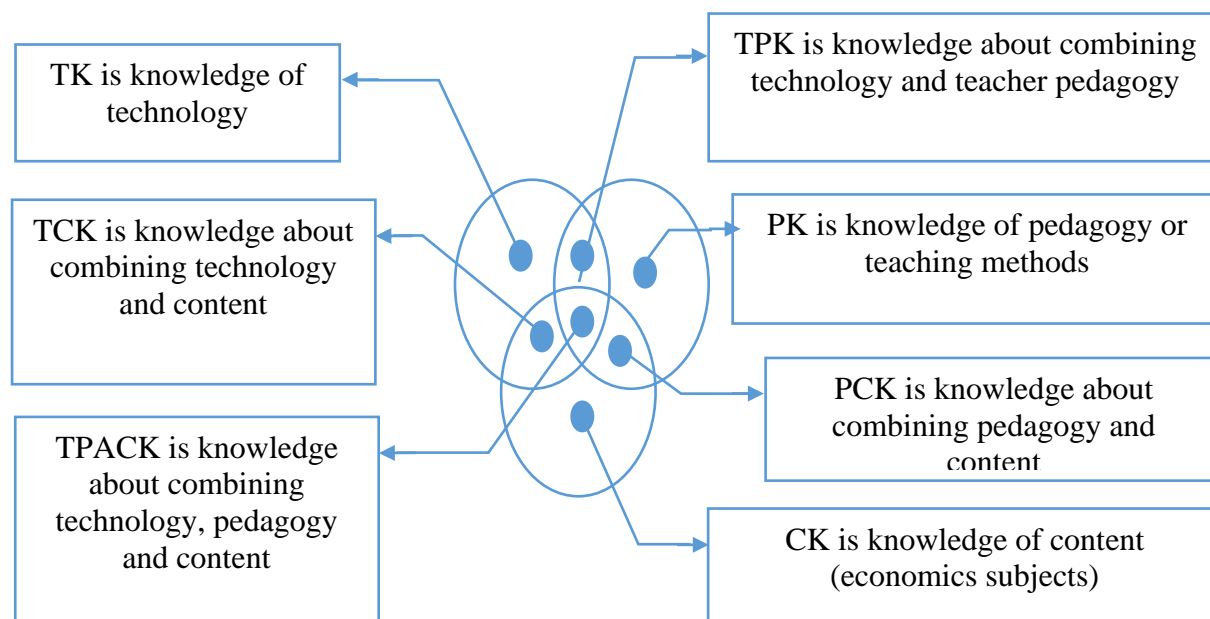 TK is knowledge of
technology
TPK is knowledge about combining
technology and teacher pedagogy
TCK is knowledge about
combining technology
and content
PK is knowledge of pedagogy or
teaching methods
TPACK is knowledge
about combining
technology, pedagogy
and content
PCK is knowledge about
combining pedagogy and
content
CK is knowledge of content
(economics subjects)